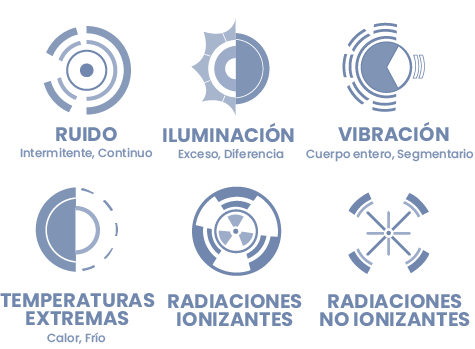 RUIDO
Intermitente, Continuo
ILUMINACIÓN
Exceso, Diferencia
VIBRACIÓN
Cuerpo entero, Segmentario
TEMPERATURAS
EXTREMAS
Calor, Frío
RADIACIONES
IONIZANTES
RADIACIONES
NO IONIZANTES